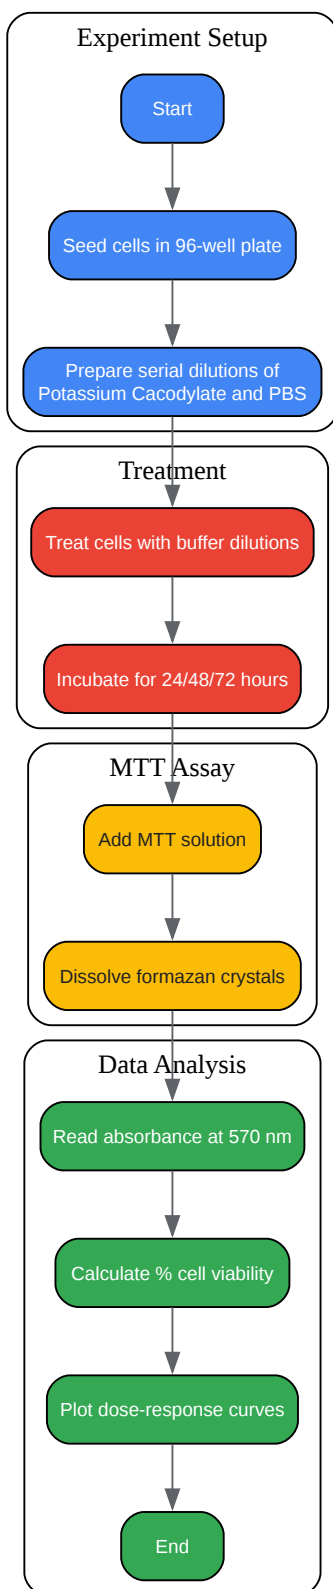 Experiment Setup
Start
Seed cells in 96-well plate
Prepare serial dilutions of
Potassium Cacodylate and PBS
Treatment
Treat cells with buffer dilutions
Incubate for 24/48/72 hours
MTT Assay
Add MTT solution
Dissolve formazan crystals
Data Analysis
Read absorbance at 570 nm
Calculate % cell viability
Plot dose-response curves
End